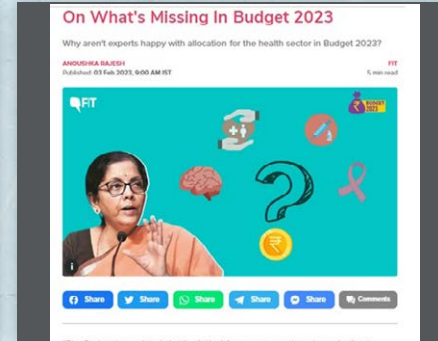 On What's Missing In Budget 2023
Why aren't experts happy with allocation for the health sector in Budget 2023?
ANOUSHKA RAJESH
FIT
Published: 03 Feb 2023, 9:00 AM IST
5 min read
FIT
BUDGET
2023
Share
Share
Share
Share
Share
Comments